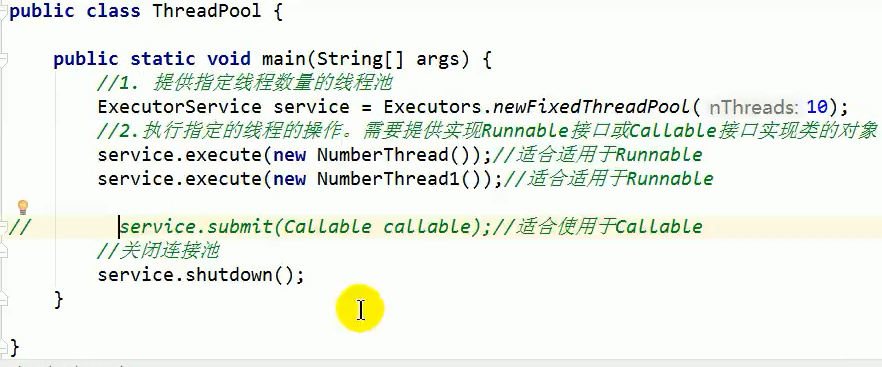 public class ThreadPool {
public static void main(String[] args) {
//1. 提供指定线程数量的线程池
ExecutorService service = Executors.newFixedThreadPool( nThreads: 10);
//2.执行指定的线程的操作。需要提供实现Runnable接口或Callable接口实现类的对象
service.execute(new NumberThread());//适合适用于Runnable
service.execute(new NumberThread1());//适合适用于Runnable
// service.submit(Callable callable);//适合使用于Callable
//关闭连接池
service.shutdown();
}
}